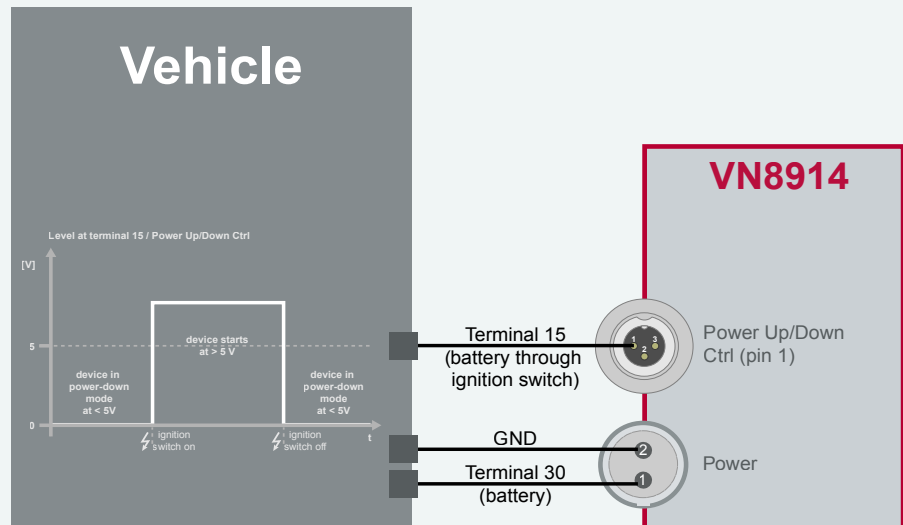 Vehicle
VN8914
Level at terminal 15 / Power Up/Down Ctrl
[V]
5
0
device starts
at > 5 V
device in
power-down
mode
at < 5V
device in
power-down
mode
at < 5V
ignition
switch on
ignition
switch off
t
Terminal 15
(battery through
ignition switch)
1
2
3
Power Up/Down
Ctrl (pin 1)
GND
2
Terminal 30
(battery)
1
Power